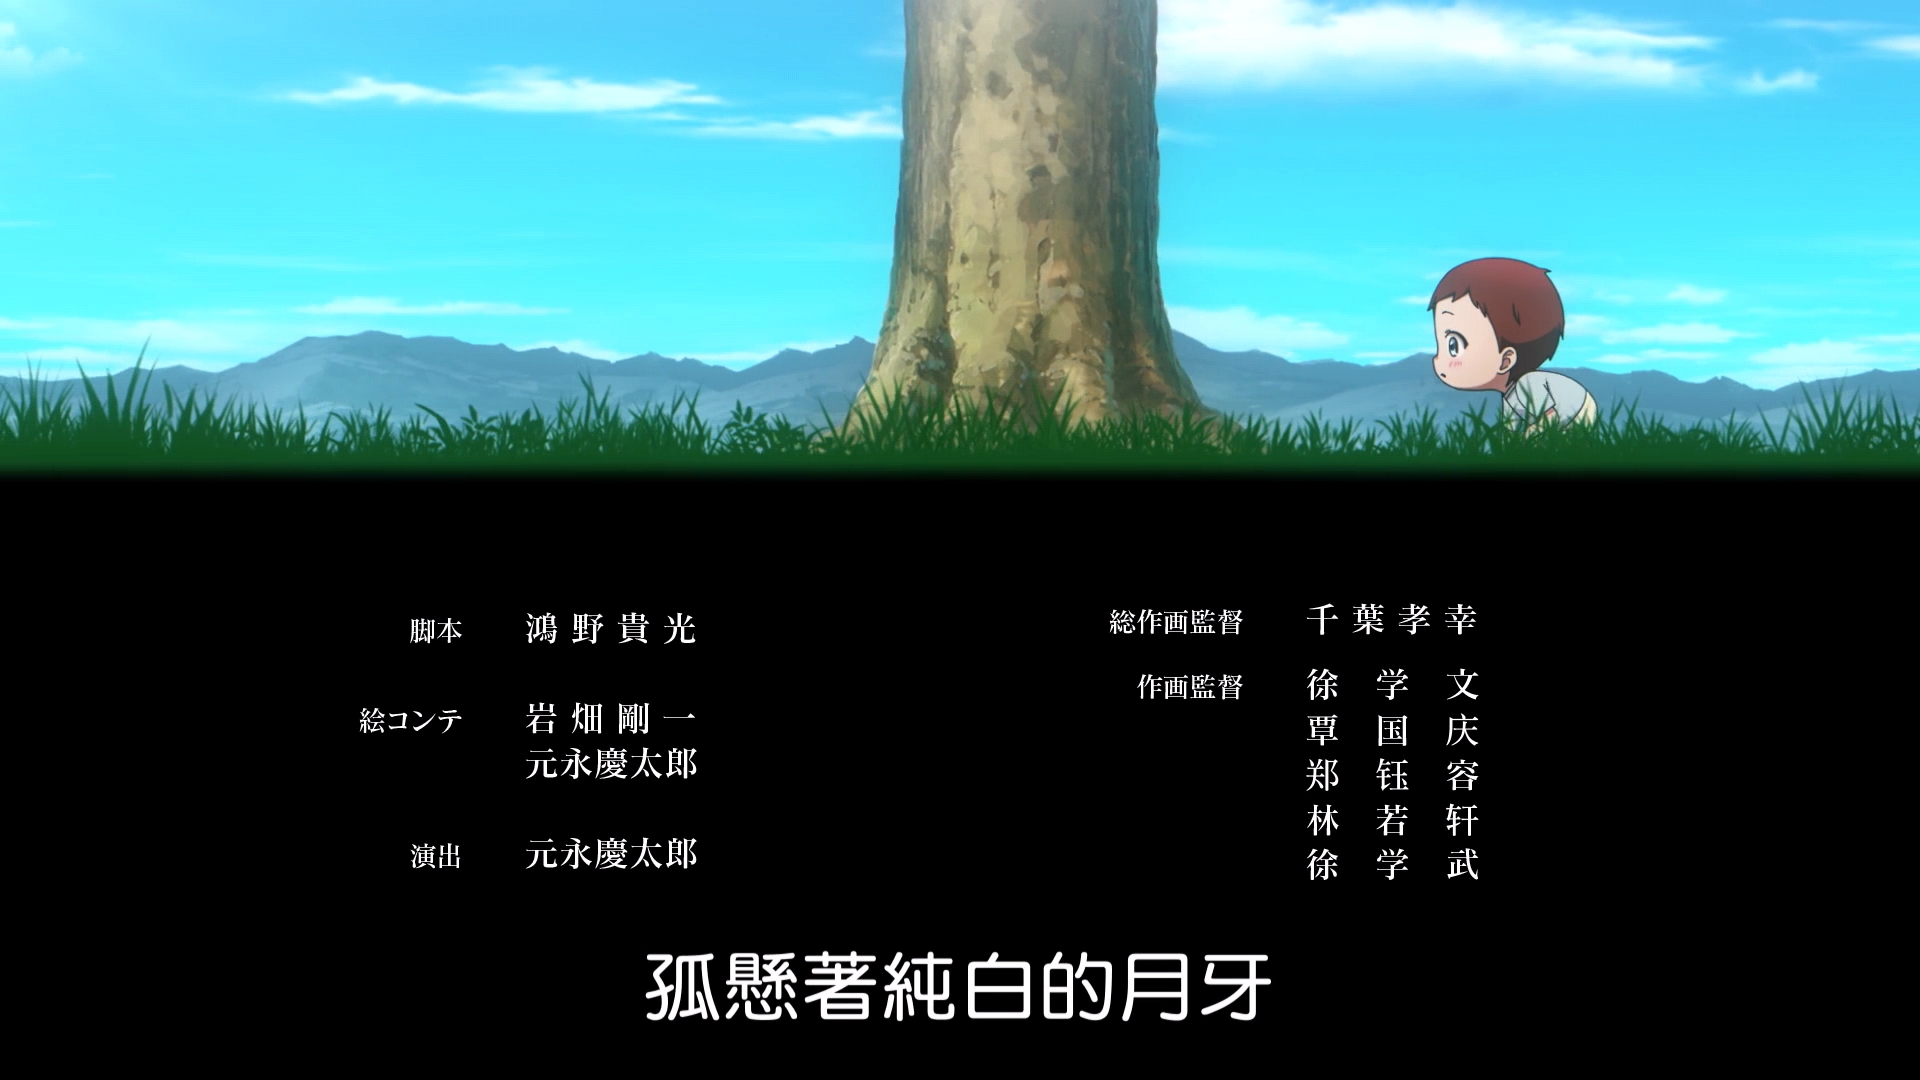 脚本 鴻野貴光
絵コンテ 岩畑剛一
元永慶太郎
演出 元永慶太郎
総作画監督 千葉孝幸
作画監督 徐学文
覃国庆
郑钰容
林若轩
徐学武
孤懸著純白的月牙